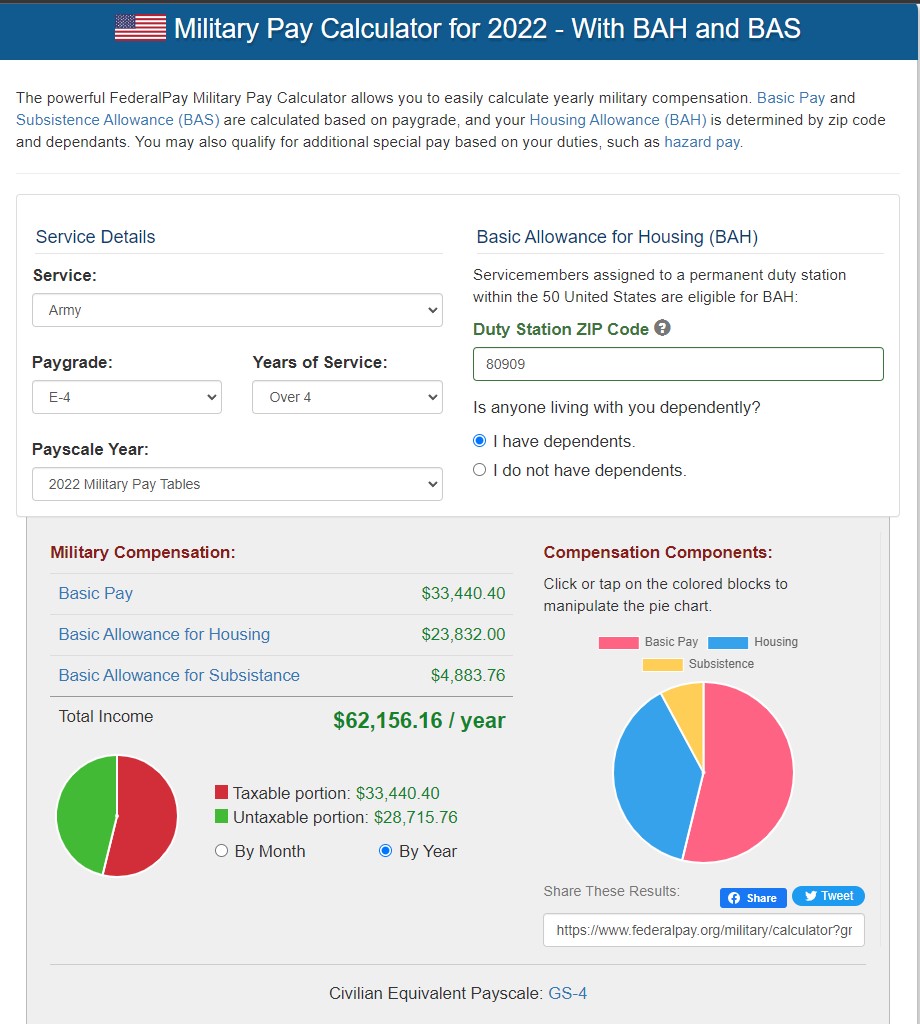 Military Pay Calculator for 2022 - With BAH and BAS
The powerful FederalPay Military Pay Calculator allows you to easily calculate yearly military compensation. Basic Pay and
Subsistence Allowance (BAS) are calculated based on paygrade, and your Housing Allowance (BAH) is determined by zip code
and dependants. You may also qualify for additional special pay based on your duties, such as hazard pay.
Service Details
Service:
Army
Paygrade:
Years of Service:
E-4
Over 4
Payscale Year:
2022 Military Pay Tables
Basic Allowance for Housing (BAH)
Servicemembers assigned to a permanent duty station
within the 50 United States are eligible for BAH:
Duty Station ZIP Code ?
80909
Is anyone living with you dependently?
I have dependents.
I do not have dependents.
Military Compensation:
Basic Pay $33,440.40
Basic Allowance for Housing $23,832.00
Basic Allowance for Subsistance $4,883.76
Total Income $62,156.16 / year
Taxable portion: $33,440.40
Untaxable portion: $28,715.76
By Month By Year
Compensation Components:
Click or tap on the colored blocks to
manipulate the pie chart.
Basic Pay Housing
Subsistence
Share These Results:
Share Tweet
https://www.federalpay.org/military/calculator?gr
Civilian Equivalent Payscale: GS-4